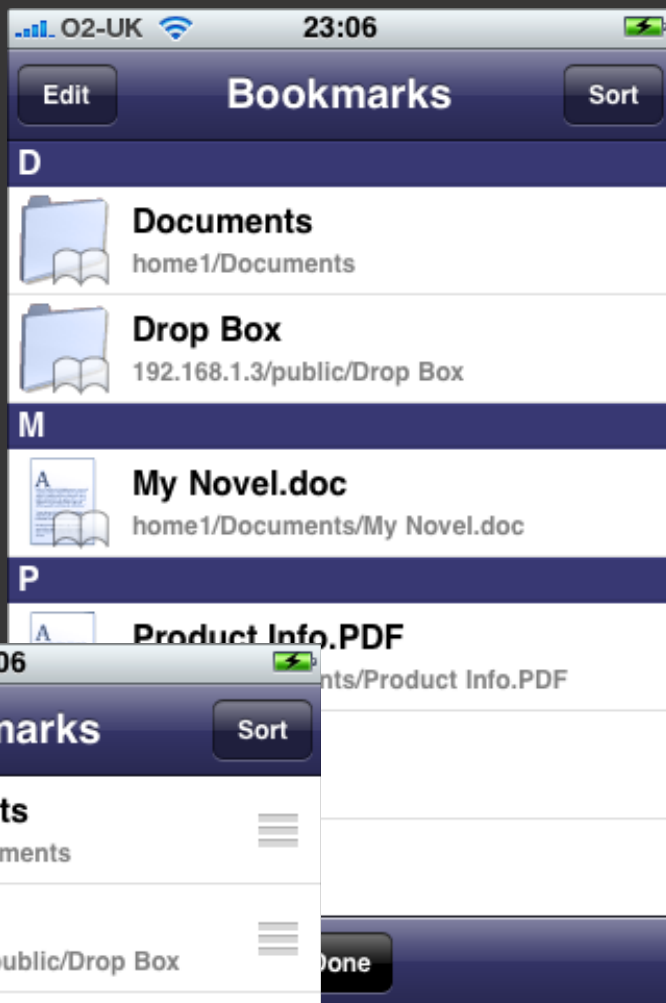 O2-UK 23:06
Edit Bookmarks Sort
D
Documents
home1/Documents
Drop Box
192.168.1.3/public/Drop Box
M
My Novel.doc
home1/Documents/My Novel.doc
P
A
Product Info.PDF
nts/Product Info.PDF
06
marks Sort
ts
ments
public/Drop Box
Done